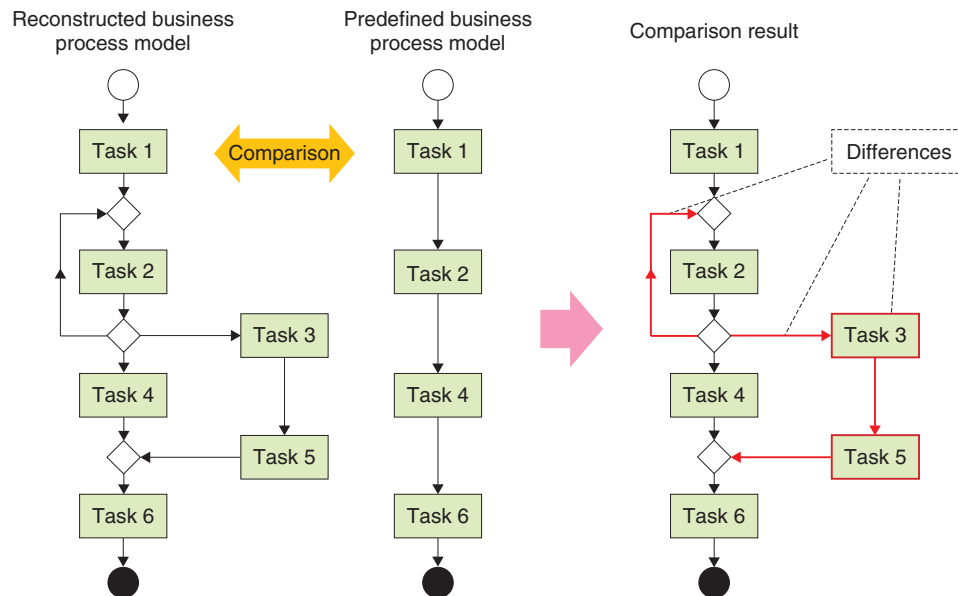 Reconstructed business
process model
Predefined business
process model
Comparison result
Task 1
Task 2
Task 3
Task 4
Task 5
Task 6
Comparison
Task 1
Task 2
Task 4
Task 6
Differences
Task 1
Task 2
Task 3
Task 4
Task 5
Task 6